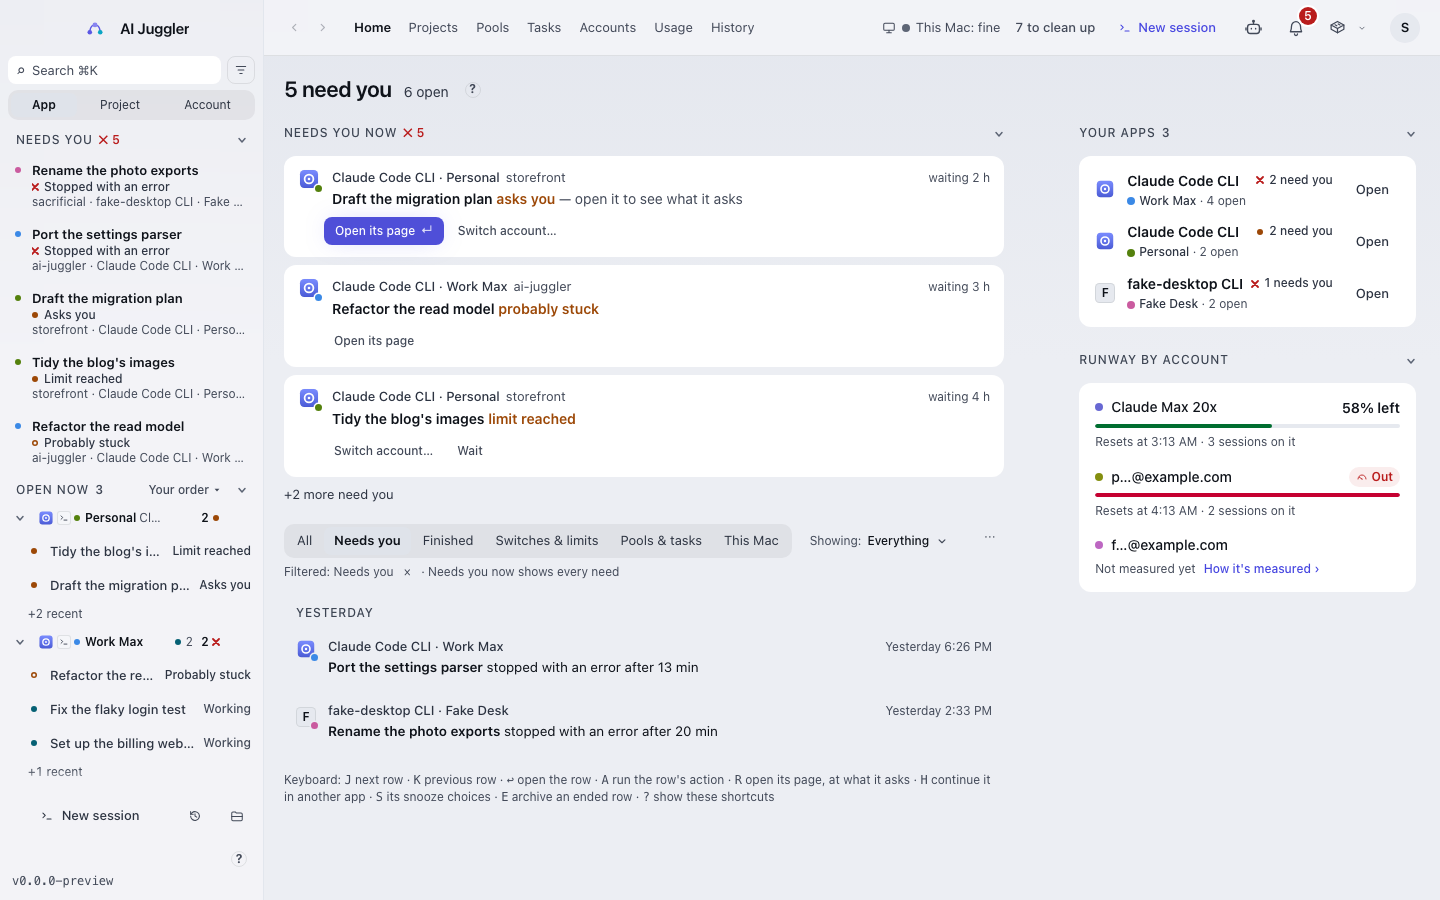 AI Juggler
Search ⌘K
App Project Account
NEEDS YOU 5
Rename the photo exports
Stopped with an error
sacrificial · fake-desktop CLI · Fake ...
Port the settings parser
Stopped with an error
ai-juggler · Claude Code CLI · Work ...
Draft the migration plan
Asks you
storefront · Claude Code CLI · Perso...
Tidy the blog's images
Limit reached
storefront · Claude Code CLI · Perso...
Refactor the read model
Probably stuck
ai-juggler · Claude Code CLI · Work ...
OPEN NOW 3 Your order
Personal Cl... 2
Tidy the blog's i... Limit reached
Draft the migration p... Asks you
+2 recent
Work Max 2 2
Refactor the re... Probably stuck
Fix the flaky login test Working
Set up the billing web... Working
+1 recent
New session
?
v0.0.0-preview
Home Projects Pools Tasks Accounts Usage History
This Mac: fine 7 to clean up New session 5 S
5 need you 6 open ?
NEEDS YOU NOW 5
Claude Code CLI · Personal storefront waiting 2 h
Draft the migration plan asks you — open it to see what it asks
Open its page ↵ Switch account...
Claude Code CLI · Work Max ai-juggler waiting 3 h
Refactor the read model probably stuck
Open its page
Claude Code CLI · Personal storefront waiting 4 h
Tidy the blog's images limit reached
Switch account... Wait
+2 more need you
All Needs you Finished Switches & limits Pools & tasks This Mac Showing: Everything ...
Filtered: Needs you × · Needs you now shows every need
YESTERDAY
Claude Code CLI · Work Max Yesterday 6:26 PM
Port the settings parser stopped with an error after 13 min
F fake-desktop CLI · Fake Desk Yesterday 2:33 PM
Rename the photo exports stopped with an error after 20 min
Keyboard: J next row · K previous row · ↩ open the row · A run the row's action · R open its page, at what it asks · H continue it
in another app · S its snooze choices · E archive an ended row · ? show these shortcuts
YOUR APPS 3
Claude Code CLI 2 need you Open
Work Max · 4 open
Claude Code CLI 2 need you Open
Personal · 2 open
F fake-desktop CLI 1 needs you Open
Fake Desk · 2 open
RUNWAY BY ACCOUNT
Claude Max 20x 58% left
Resets at 3:13 AM · 3 sessions on it
p...@example.com Out
Resets at 4:13 AM · 2 sessions on it
f...@example.com
Not measured yet How it's measured ›